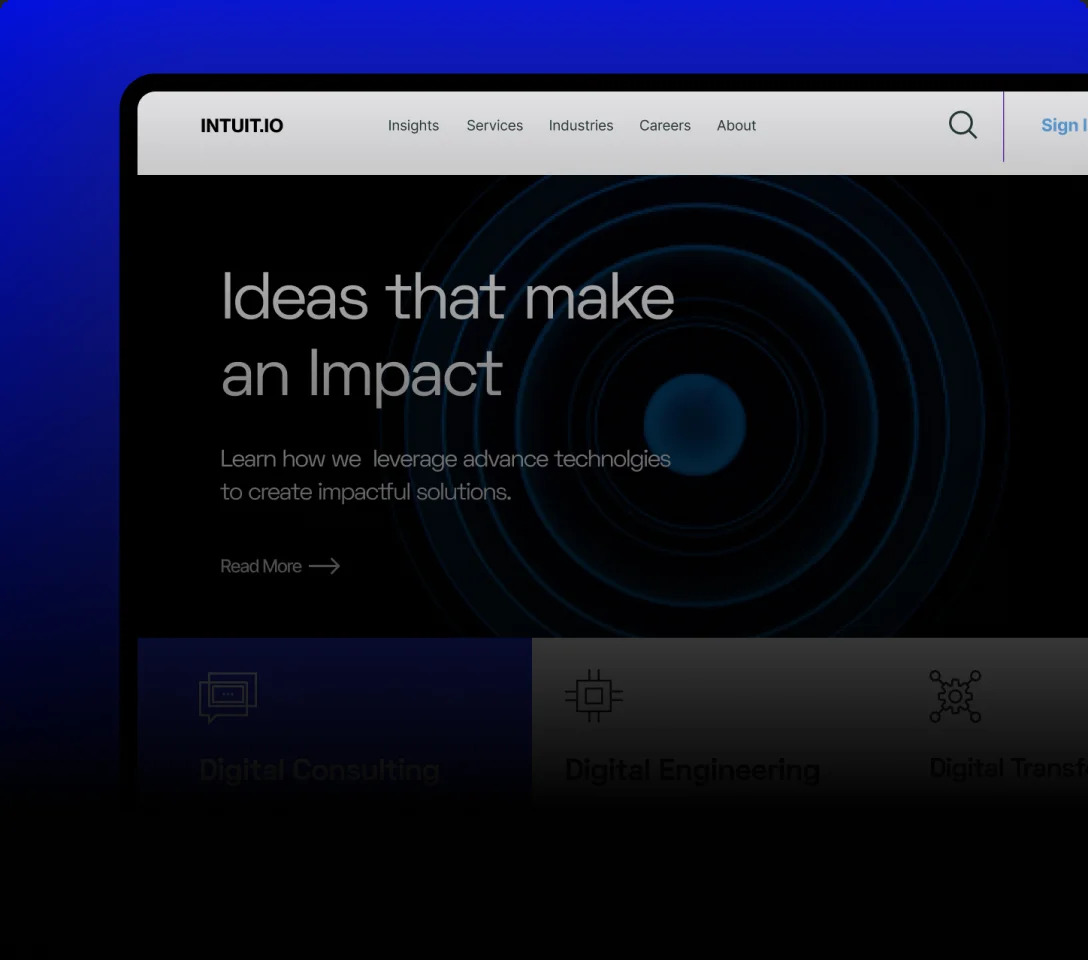 INTUIT.IO
Insights Services Industries Careers About
Sign I
Ideas that make
an Impact
Learn how we  leverage advance technolgies
to create impactful solutions.
Read More
Digital Consulting
Digital Engineering
Digital Transf